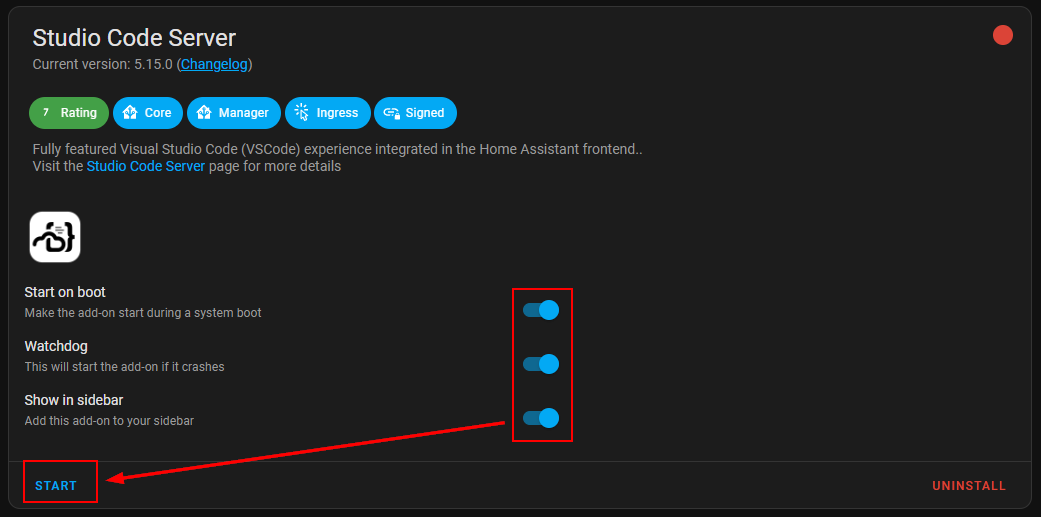 Studio Code Server
Current version: 5.15.0 (Changelog)
7 Rating Core Manager Ingress Signed
Fully featured Visual Studio Code (VSCode) experience integrated in the Home Assistant frontend..
Visit the Studio Code Server page for more details
Start on boot
Make the add-on start during a system boot
Watchdog
This will start the add-on if it crashes
Show in sidebar
Add this add-on to your sidebar
START UNINSTALL